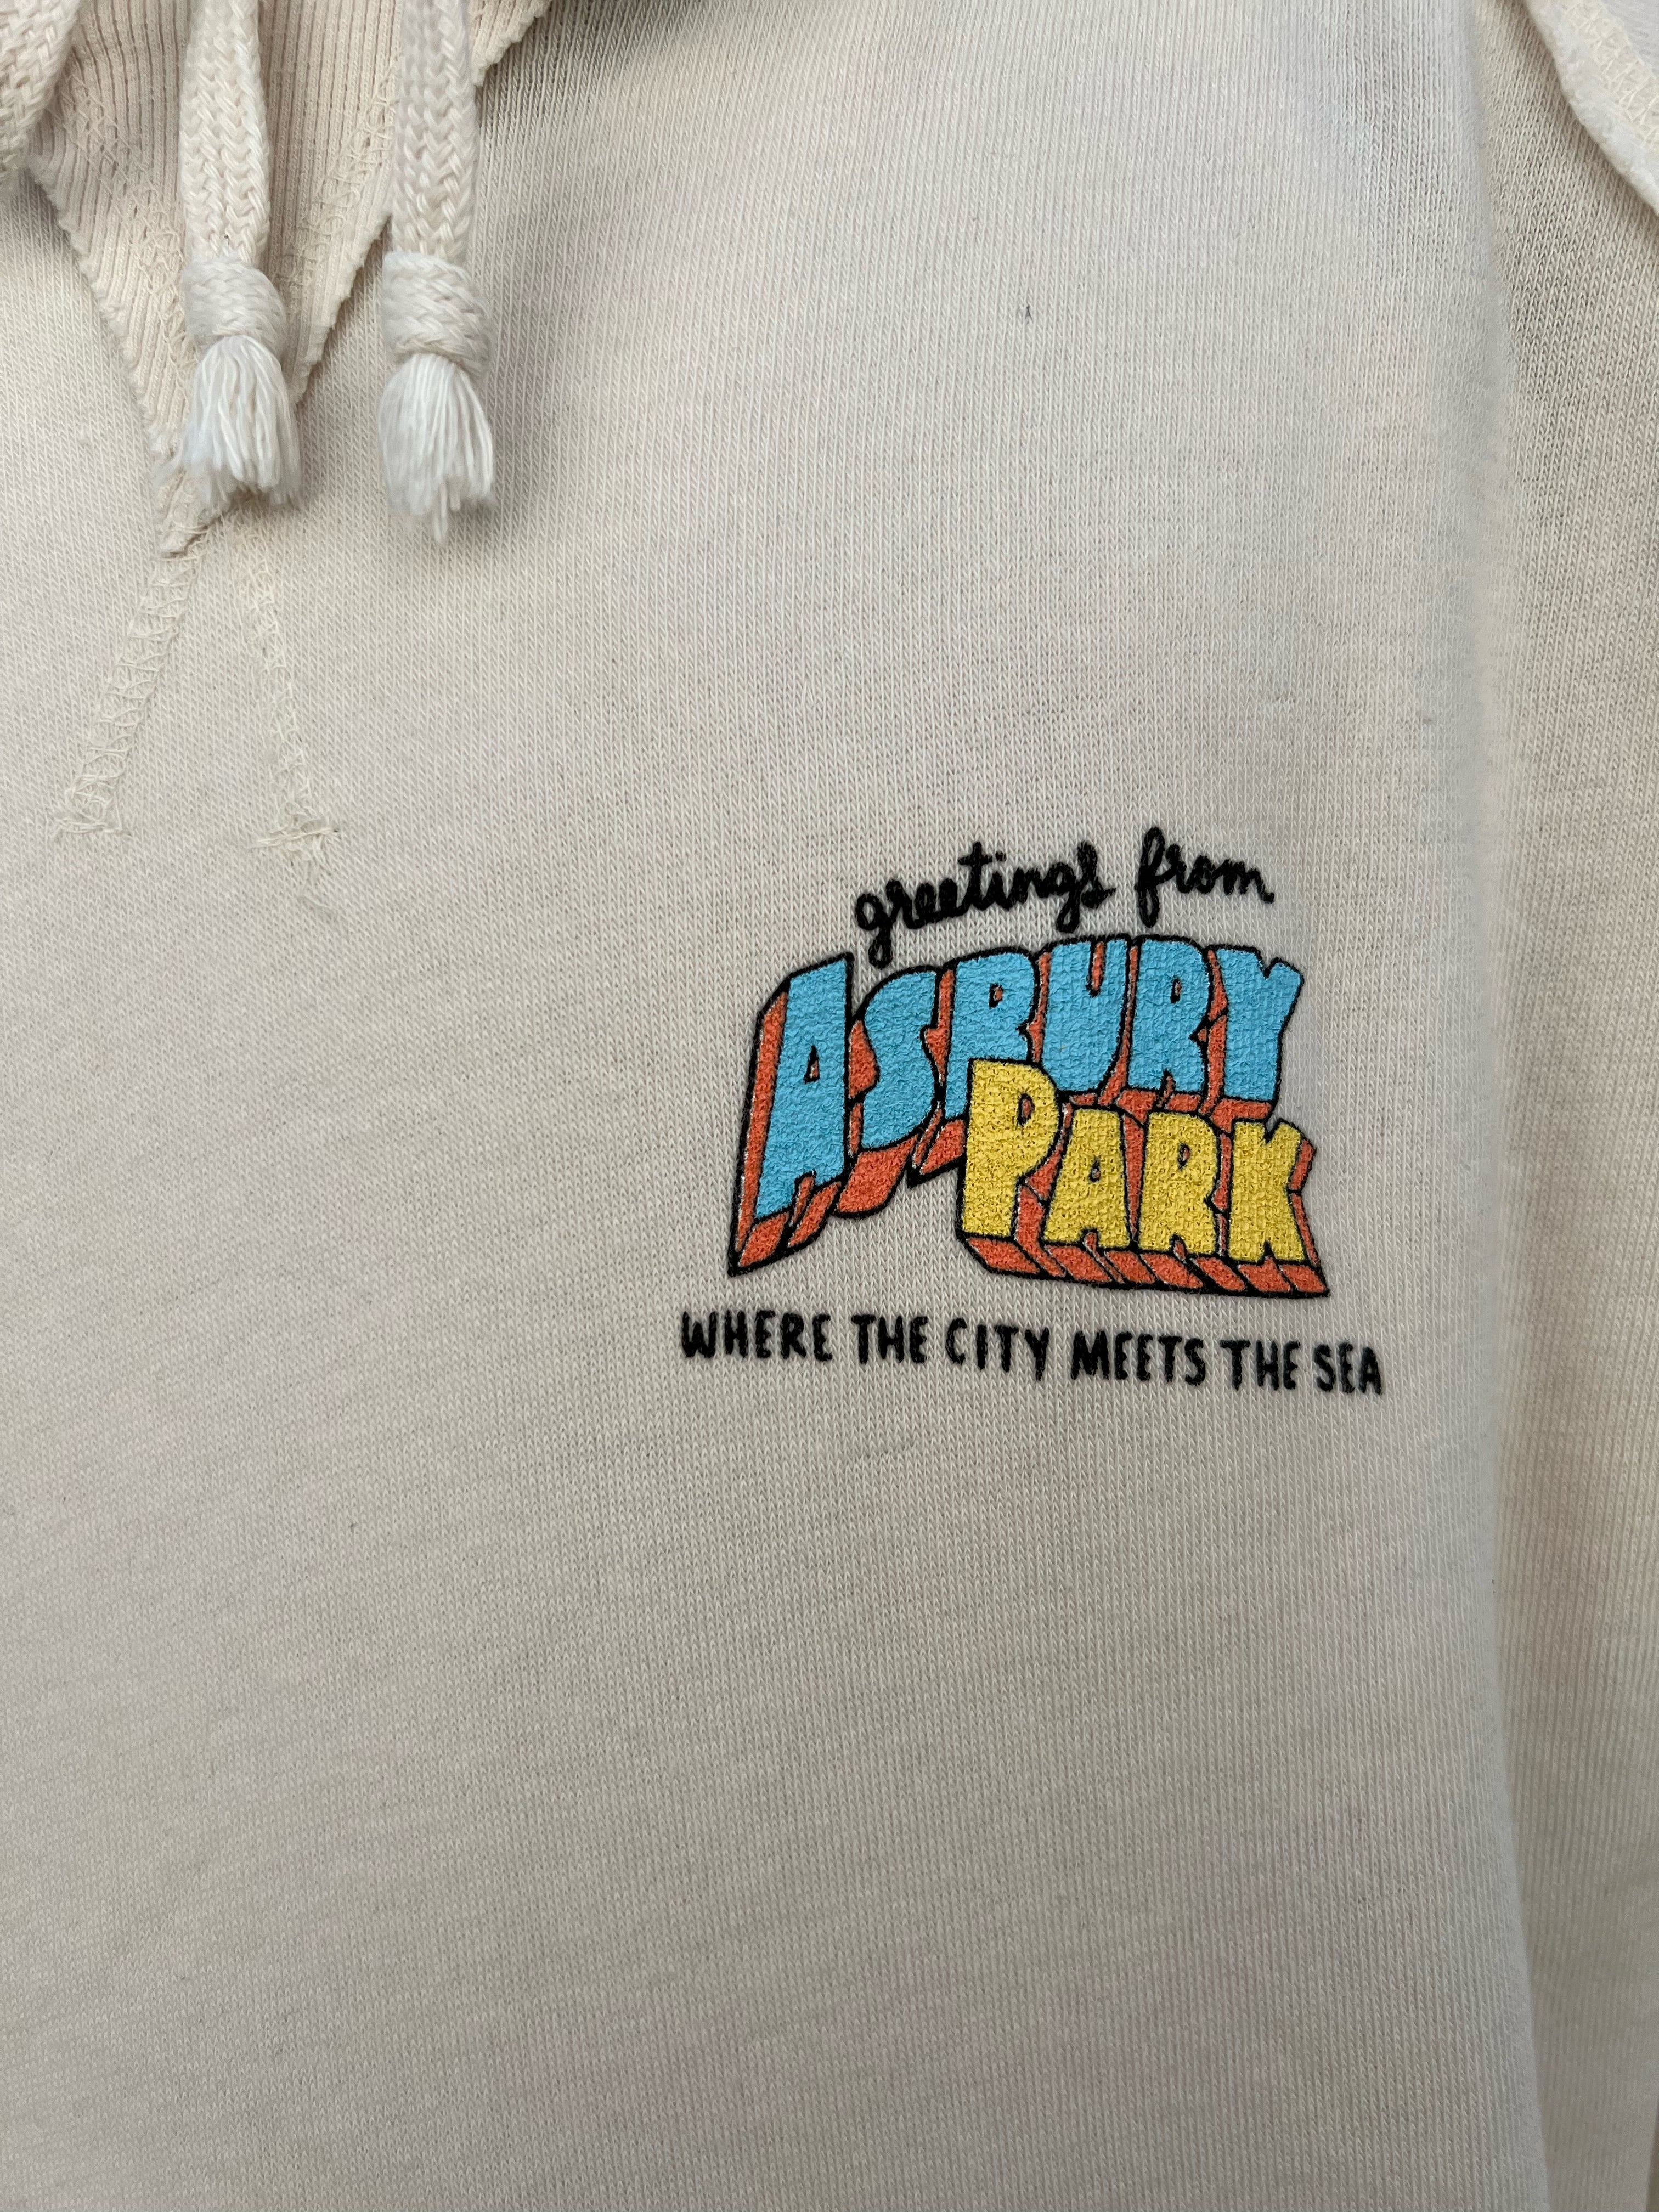 greetings from
ASBURY
PARK
WHERE THE CITY MEETS THE SEA